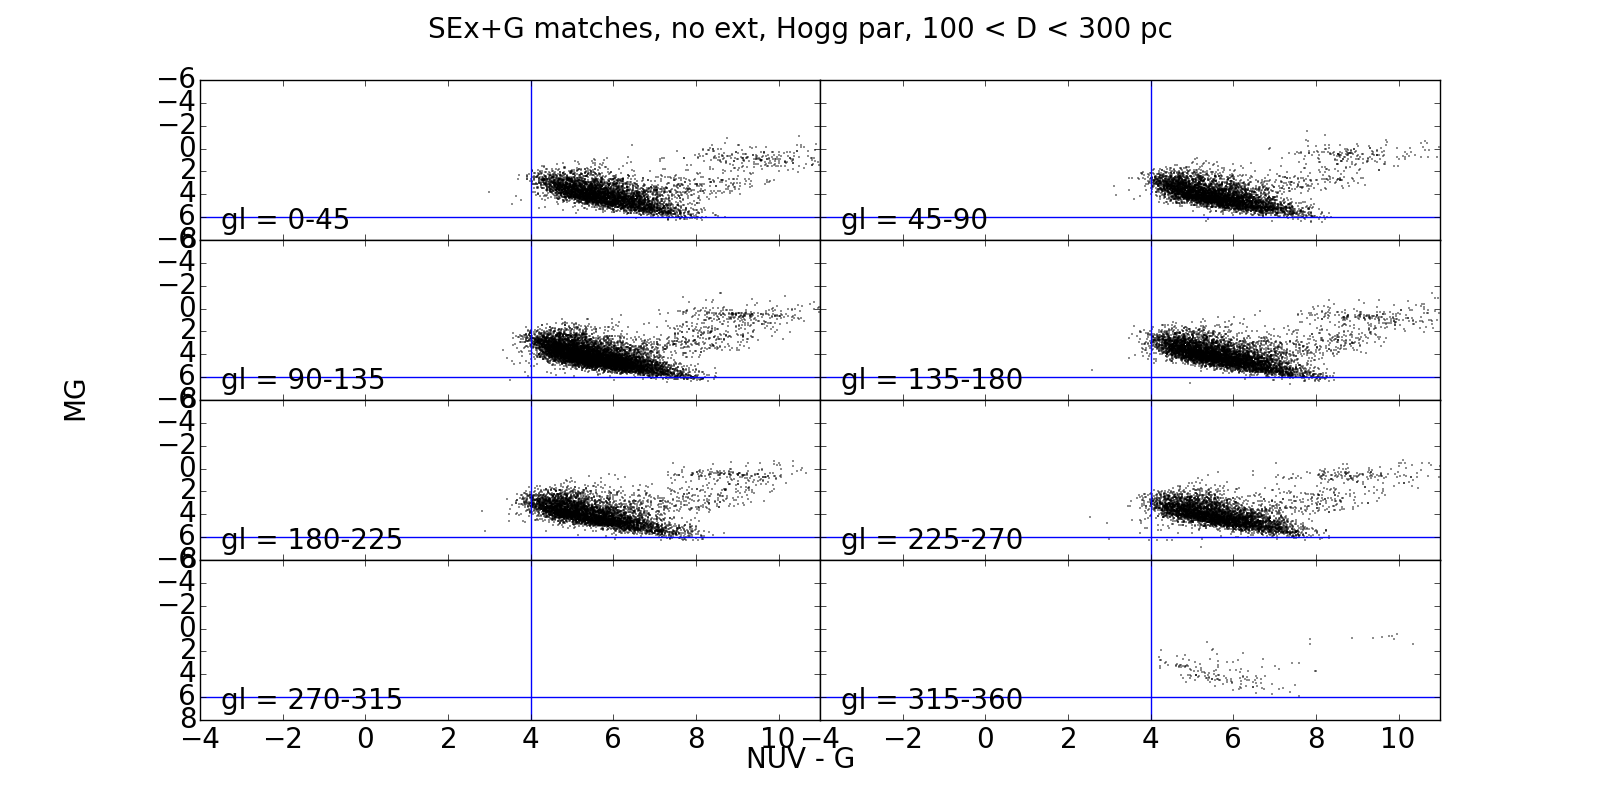 SEx+G matches, no ext, Hogg par, 100 < D < 300 pc
−6
−4
−2
0
2
4
6
8
gl = 0-45
gl = 45-90
−6
−4
−2
0
2
4
6
8
gl = 90-135
gl = 135-180
MG
−6
−4
−2
0
2
4
6
8
gl = 180-225
gl = 225-270
−6
−4
−2
0
2
4
6
8
gl = 270-315
gl = 315-360
−4 −2 0 2 4 6 8 10 −4 −2 0 2 4 6 8 10
NUV - G